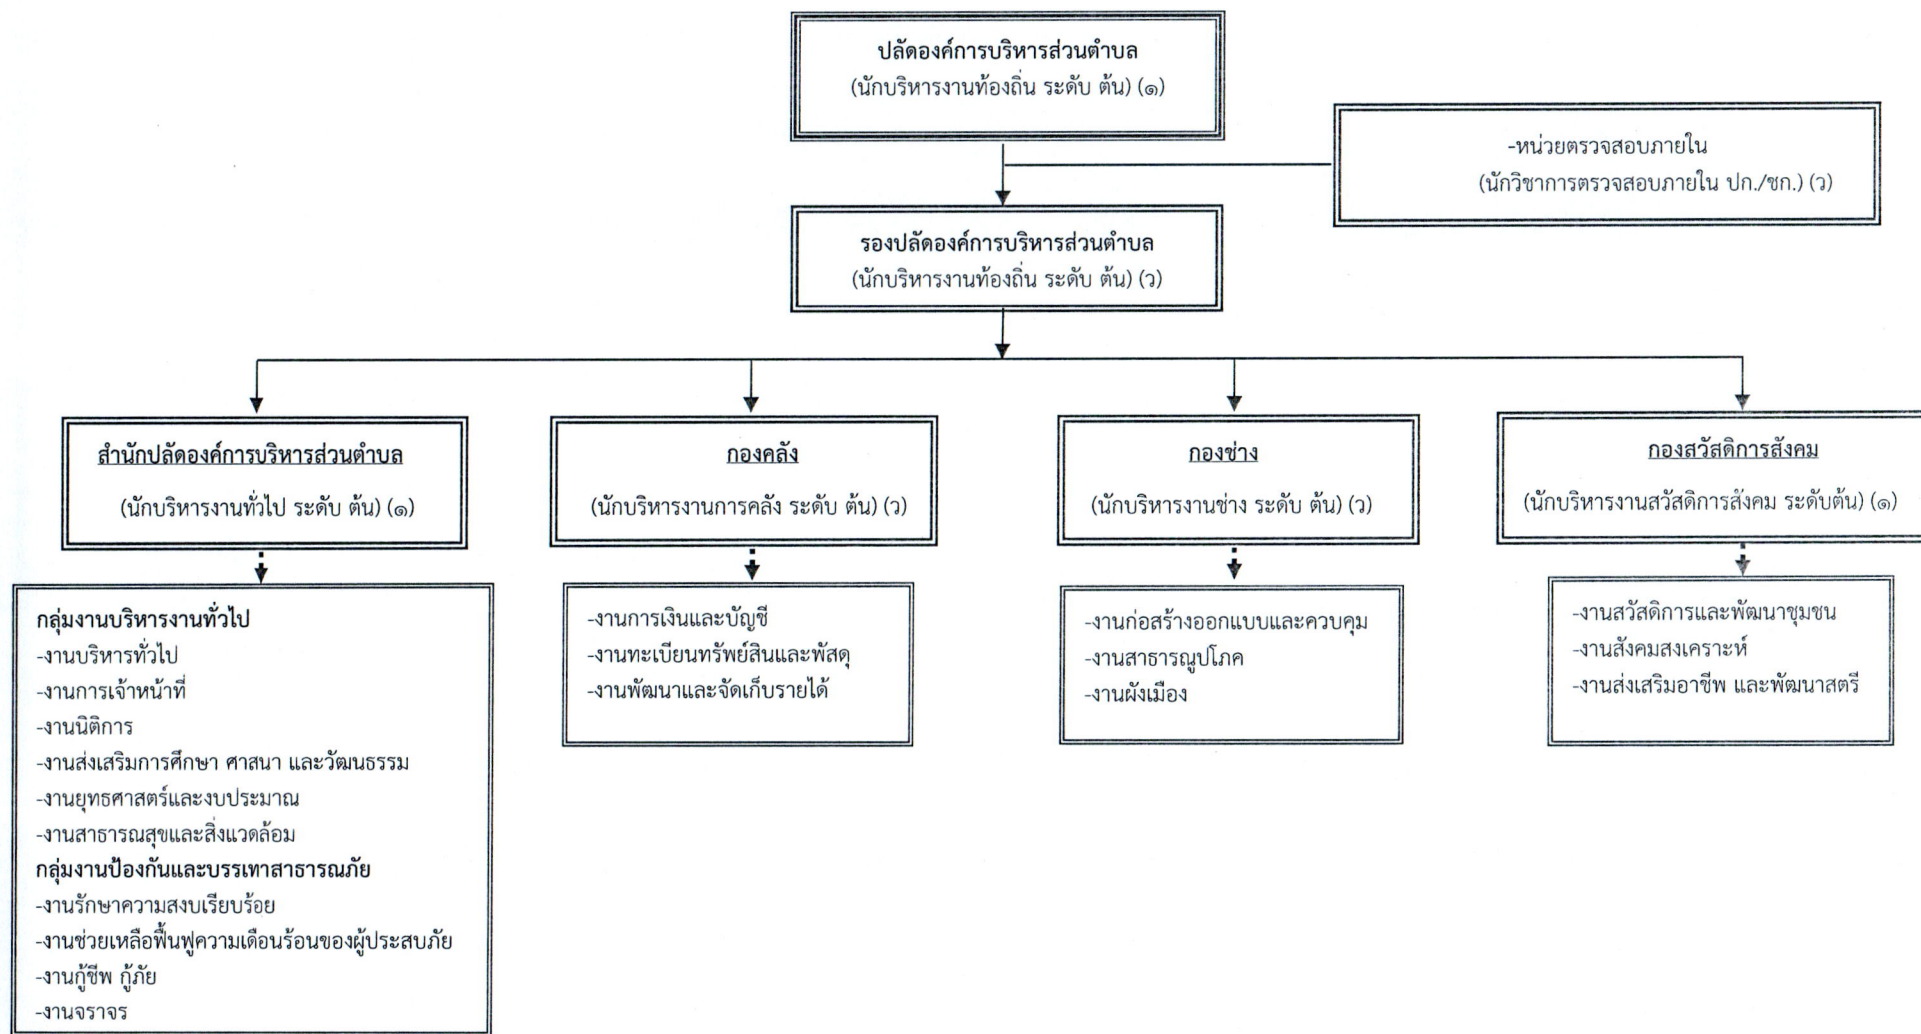 ปลัดองค์การบริหารส่วนตำบล
(นักบริหารงานท้องถิ่น ระดับ ต้น) (๑)
-หน่วยตรวจสอบภายใน
(นักวิชาการตรวจสอบภายใน ปก./ชก.) (ว)
รองปลัดองค์การบริหารส่วนตำบล
(นักบริหารงานท้องถิ่น ระดับ ต้น) (ว)
สำนักปลัดองค์การบริหารส่วนตำบล
(นักบริหารงานทั่วไป ระดับ ต้น) (๑)
กองคลัง
(นักบริหารงานการคลัง ระดับ ต้น) (ว)
กองช่าง
(นักบริหารงานช่าง ระดับ ต้น) (ว)
กองสวัสดิการสังคม
(นักบริหารงานสวัสดิการสังคม ระดับต้น) (๑)
กลุ่มงานบริหารงานทั่วไป
-งานบริหารทั่วไป
-งานการเจ้าหน้าที่
-งานนิติการ
-งานส่งเสริมการศึกษา ศาสนา และวัฒนธรรม
-งานยุทธศาสตร์และงบประมาณ
-งานสาธารณสุขและสิ่งแวดล้อม
กลุ่มงานป้องกันและบรรเทาสาธารณภัย
-งานรักษาความสงบเรียบร้อย
-งานช่วยเหลือฟื้นฟูความเดือนร้อนของผู้ประสบภัย
-งานกู้ชีพ กู้ภัย
-งานจราจร
-งานการเงินและบัญชี
-งานทะเบียนทรัพย์สินและพัสดุ
-งานพัฒนาและจัดเก็บรายได้
-งานก่อสร้างออกแบบและควบคุม
-งานสาธารณูปโภค
-งานผังเมือง
-งานสวัสดิการและพัฒนาชุมชน
-งานสังคมสงเคราะห์
-งานส่งเสริมอาชีพ และพัฒนาสตรี